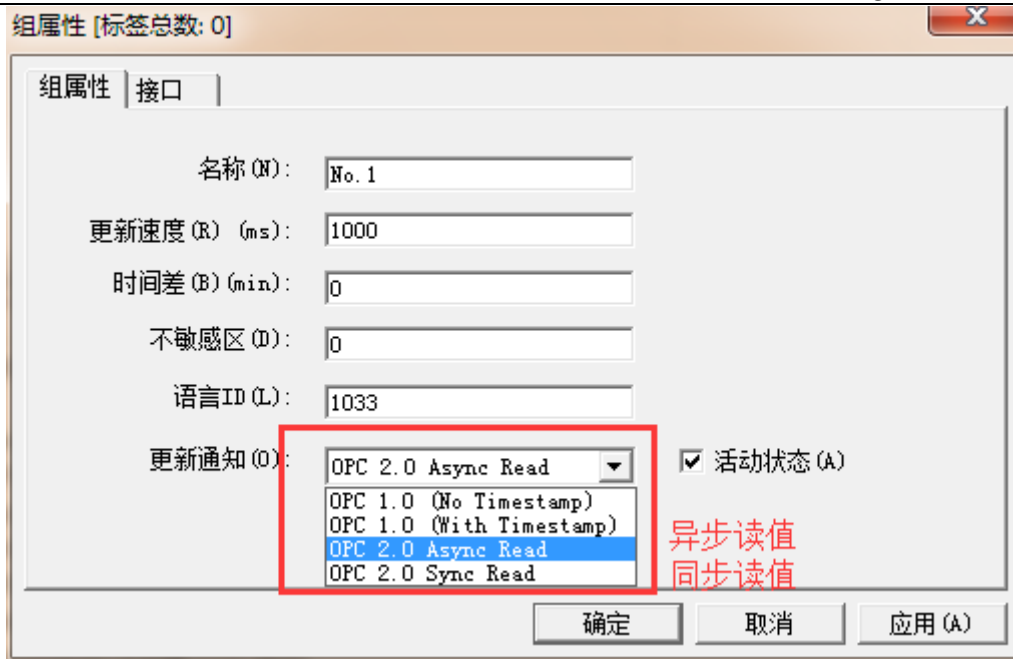 组属性 [标签总数: 0]
组属性 接口
名称(N): No.1
更新速度(R) (ms): 1000
时间差(B)(min): 0
不敏感区(D): 0
语言ID(L): 1033
更新通知(O): OPC 2.0 Async Read 活动状态(A)
OPC 1.0 (No Timestamp)
OPC 1.0 (With Timestamp)
OPC 2.0 Async Read 异步读值
OPC 2.0 Sync Read 同步读值
确定 取消 应用(A)